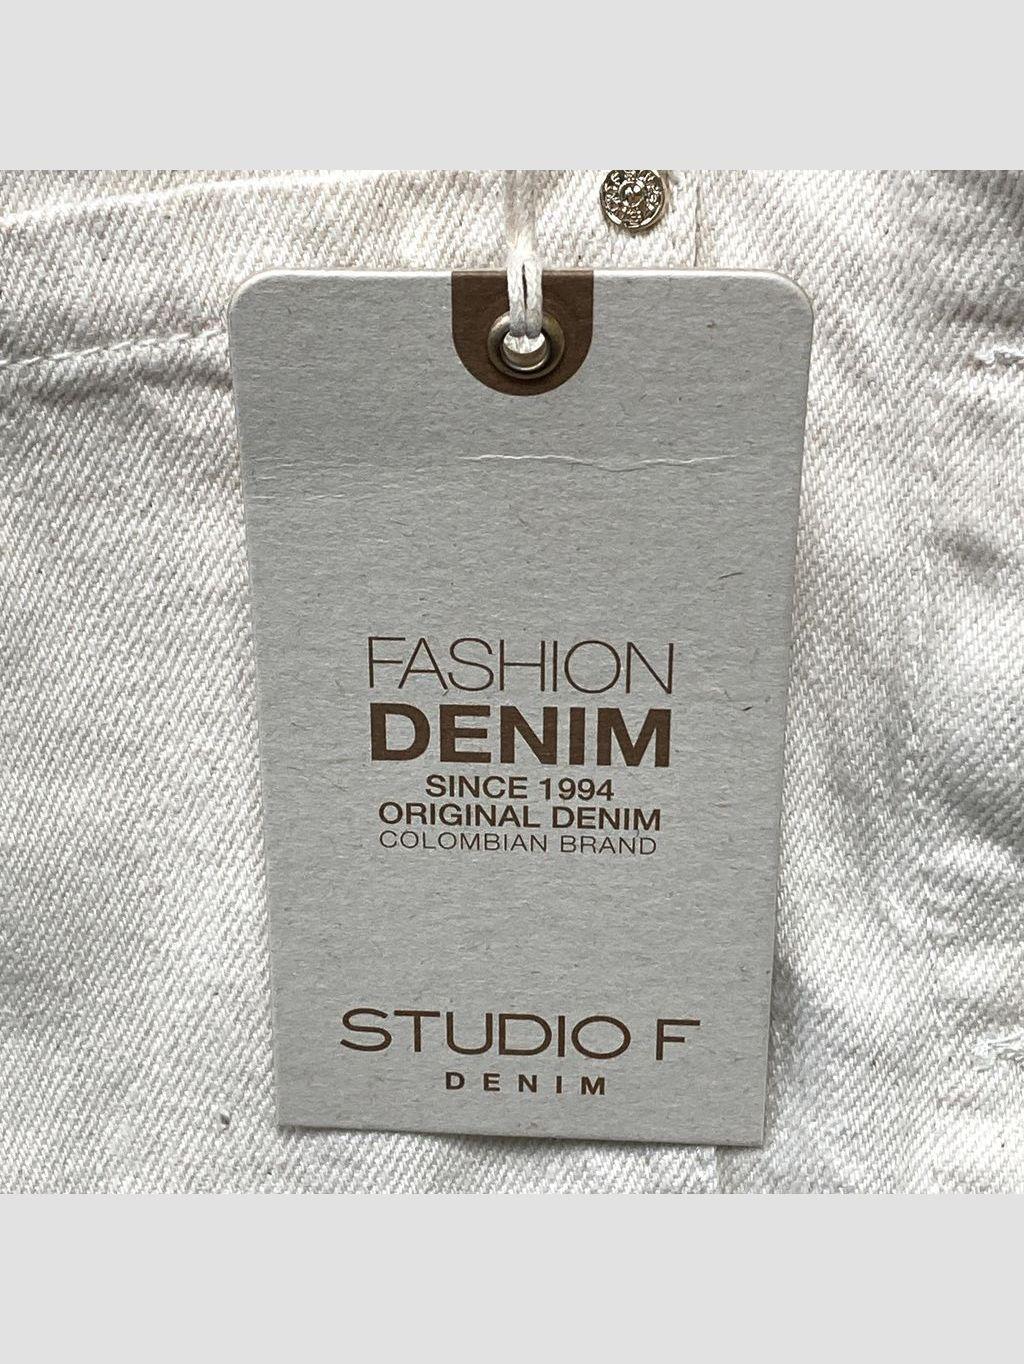 FASHION
DENIM
SINCE 1994
ORIGINAL DENIM
COLOMBIAN BRAND
STUDIO F
DENIM